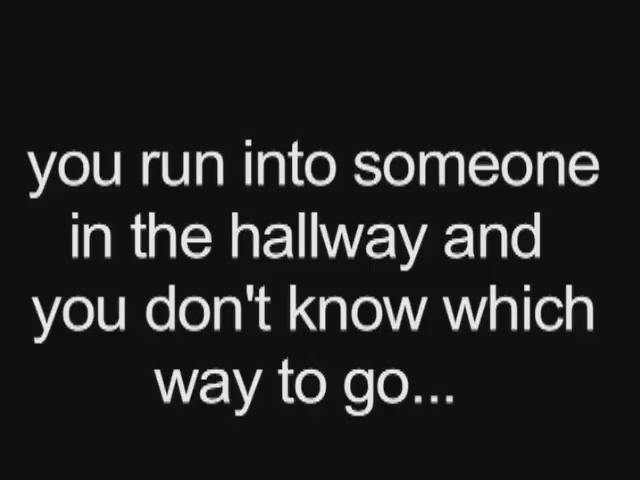 you run into someone
in the hallway and
you don't know which
way to go...